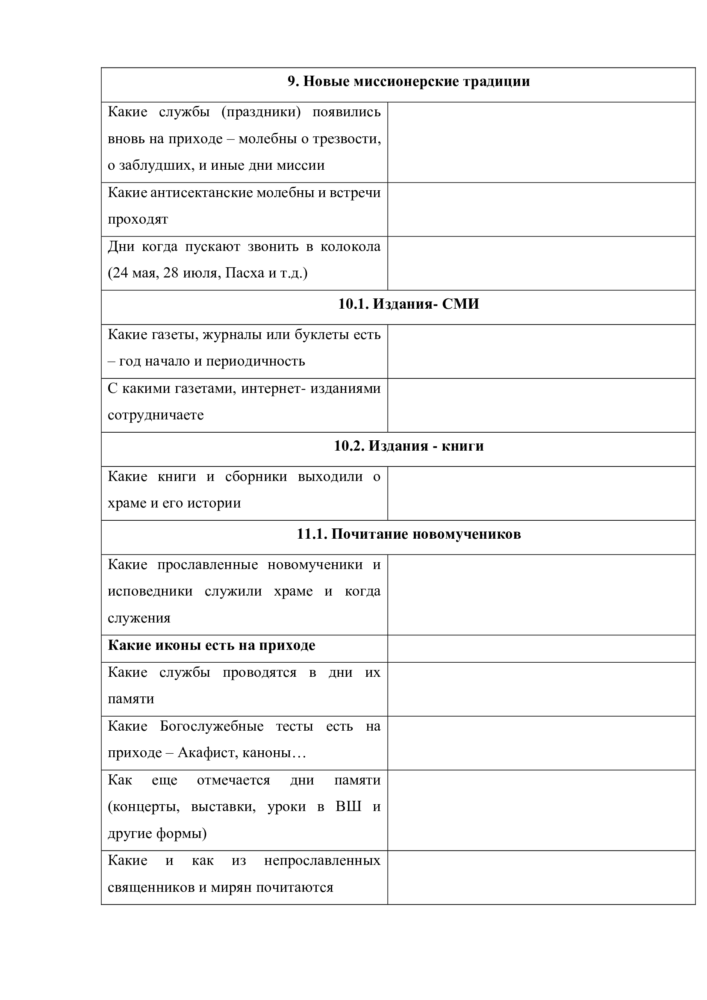 9. Новые миссионерские традиции
Какие службы (праздники) появились
вновь на приходе – молебны о трезвости,
о заблудших, и иные дни миссии
Какие антисектанские молебны и встречи
проходят
Дни когда пускают звонить в колокола
(24 мая, 28 июля, Пасха и т.д.)
10.1. Издания- СМИ
Какие газеты, журналы или буклеты есть
– год начало и периодичность
С какими газетами, интернет- изданиями
сотрудничаете
10.2. Издания - книги
Какие книги и сборники выходили о
храме и его истории
11.1. Почитание новомучеников
Какие прославленные новомученики и
исповедники служили храме и когда
служения
Какие иконы есть на приходе
Какие службы проводятся в дни их
памяти
Какие Богослужебные тесты есть на
приходе – Акафист, каноны…
Как еще отмечается дни памяти
(концерты, выставки, уроки в ВШ и
другие формы)
Какие и как из непрославленных
священников и мирян почитаются